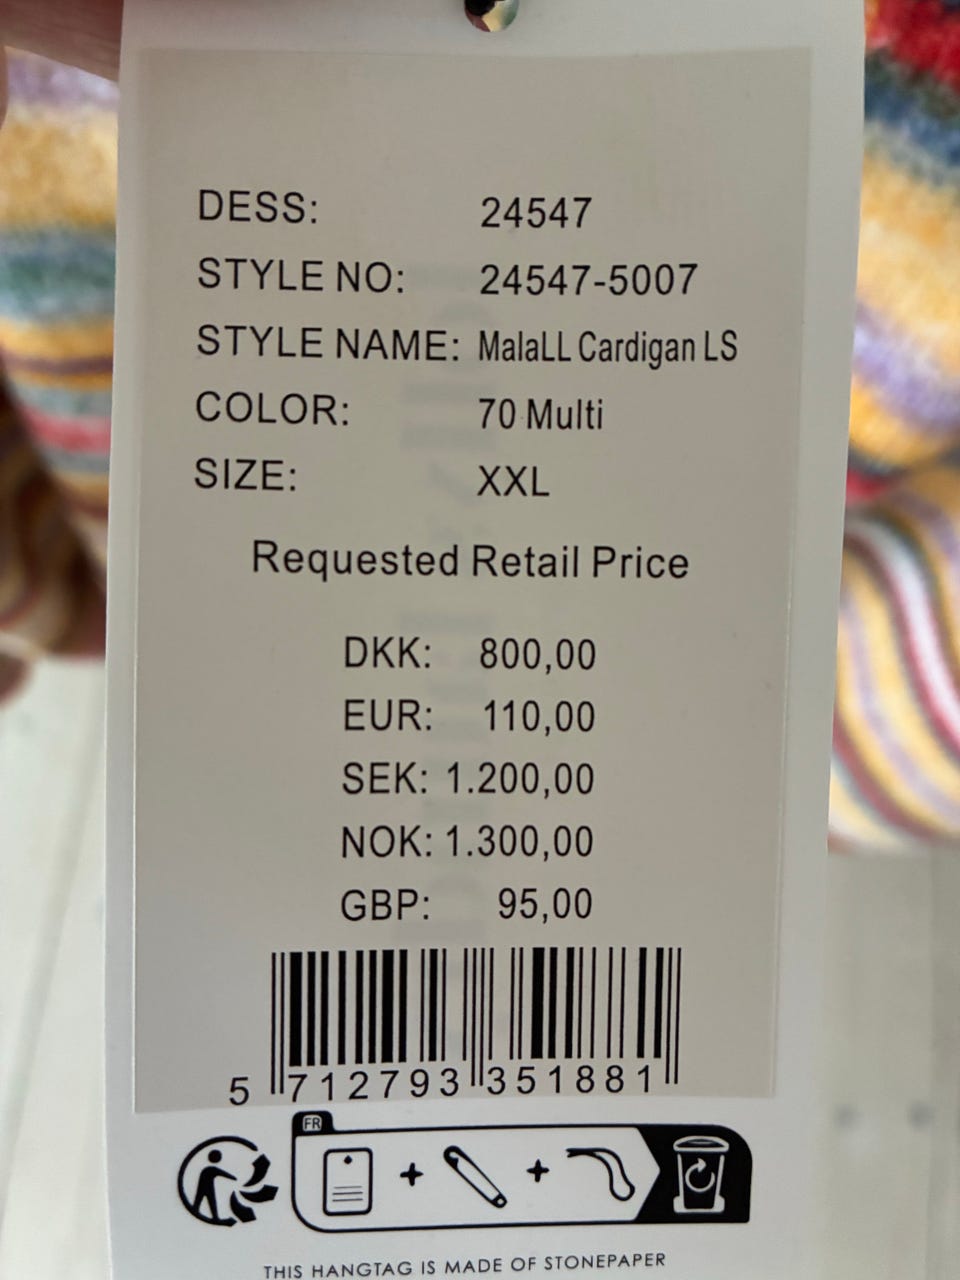 DESS: 24547
STYLE NO: 24547-5007
STYLE NAME: MalaLL Cardigan LS
COLOR: 70 Multi
SIZE: XXL
Requested Retail Price
DKK: 800,00
EUR: 110,00
SEK: 1.200,00
NOK: 1.300,00
GBP: 95,00
5 712793 351881
FR
THIS HANGTAG IS MADE OF STONEPAPER